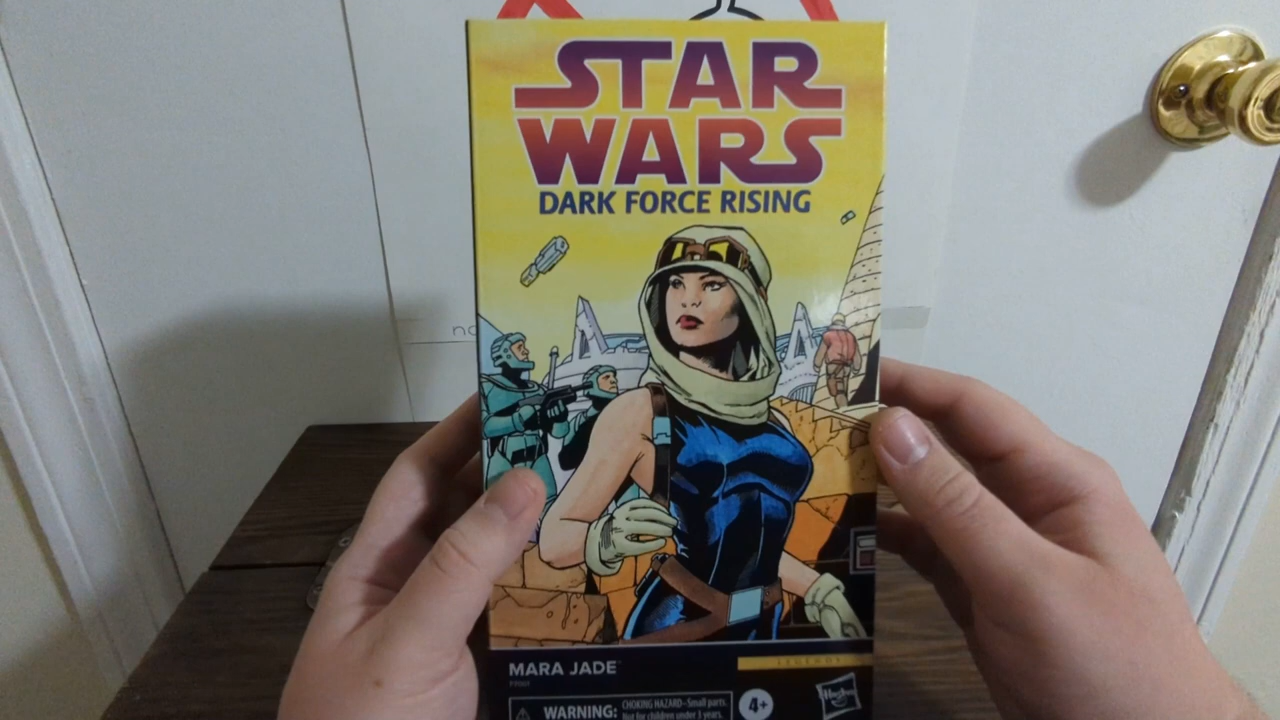 STAR
WARS
DARK FORCE RISING
MARA JADE
LEGENDS
WARNING: CHOKING HAZARD–Small parts.
Not for children under 3 years.
4+
Hasbro